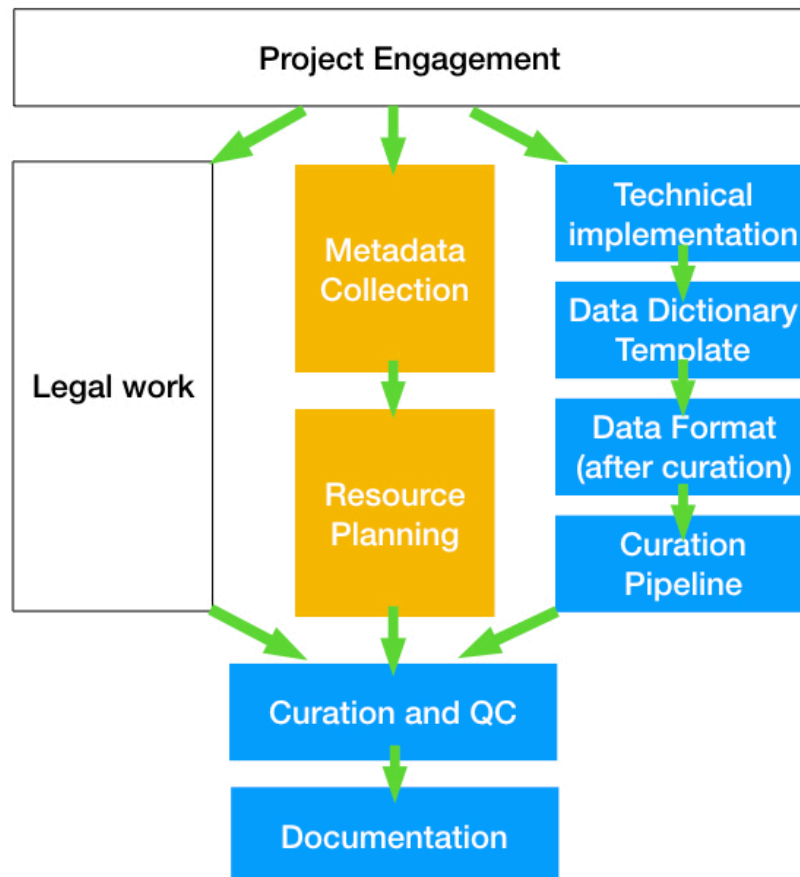 Project Engagement
Legal work
Metadata
Collection
Resource
Planning
Technical
implementation
Data Dictionary
Template
Data Format
(after curation)
Curation
Pipeline
Curation and QC
Documentation